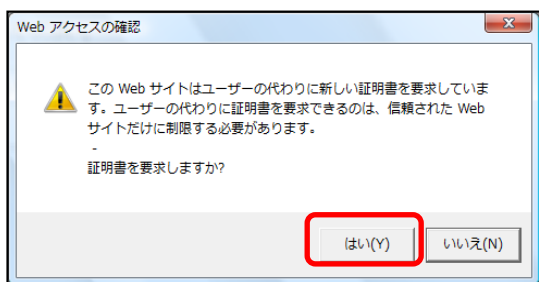 Web アクセスの確認
この Web サイトはユーザーの代わりに新しい証明書を要求していま
す。ユーザーの代わりに証明書を要求できるのは、信頼された Web
サイトだけに制限する必要があります。
-
証明書を要求しますか?
はい(Y) いいえ(N)